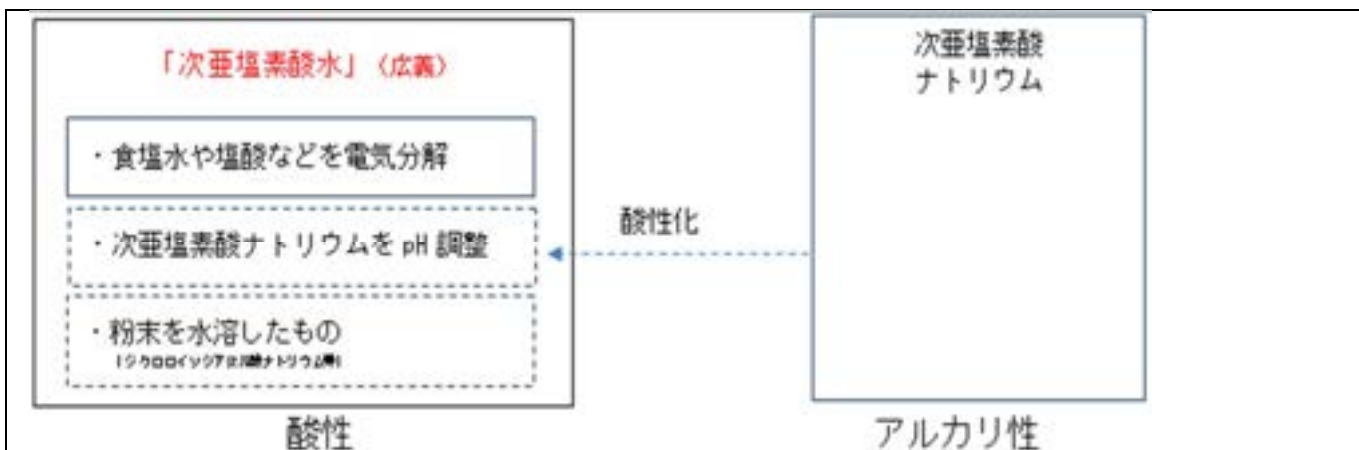 「次亜塩素酸水」（広義）
・食塩水や塩酸などを電気分解
・次亜塩素酸ナトリウムを pH 調整
・粉末を水溶したもの
酸性
酸性化
次亜塩素酸
ナトリウム
アルカリ性